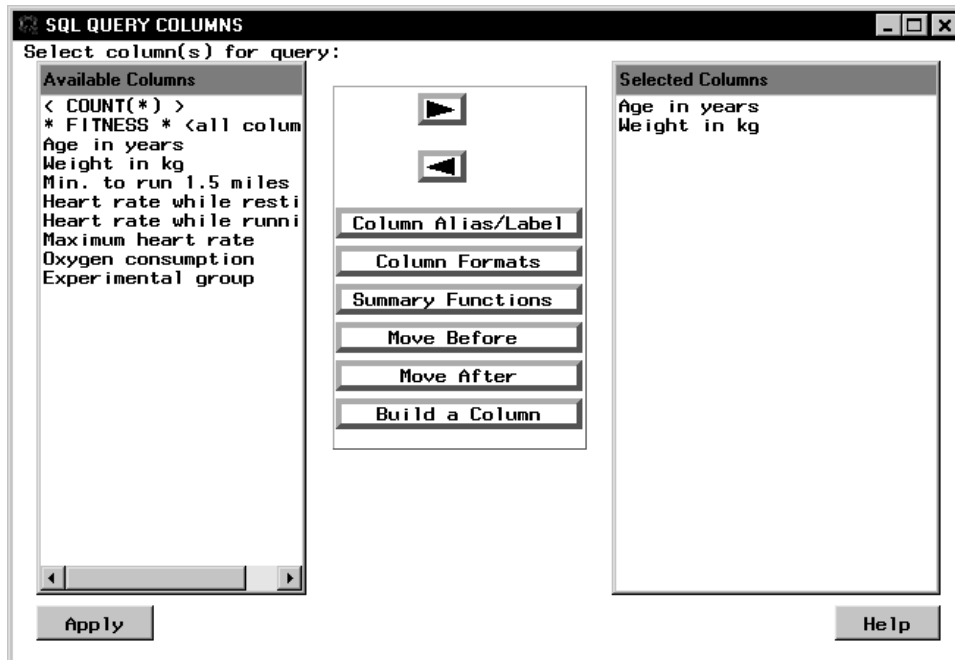 SQL QUERY COLUMNS
Select column(s) for query:
Available Columns
< COUNT(*) >
* FITNESS * <all colum
Age in years
Weight in kg
Min. to run 1.5 miles
Heart rate while resti
Heart rate while runni
Maximum heart rate
Oxygen consumption
Experimental group
Column Alias/Label
Column Formats
Summary Functions
Move Before
Move After
Build a Column
Selected Columns
Age in years
Weight in kg
Apply
Help